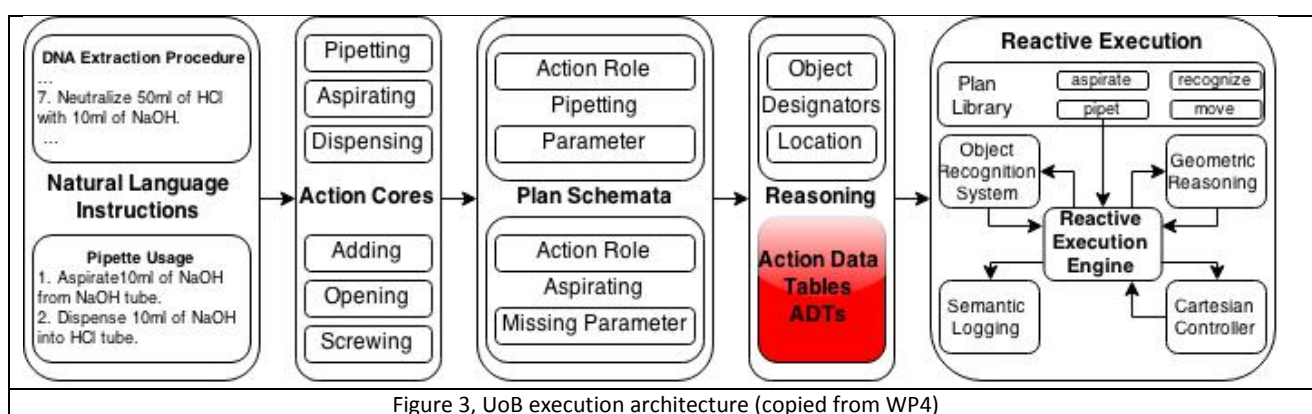 DNA Extraction Procedure
...
7. Neutralize 50ml of HCl
with 10ml of NaOH.
...
Natural Language
Instructions
Pipette Usage
1. Aspirate10ml of NaOH
from NaOH tube.
2. Dispense 10ml of NaOH
into HCl tube.
Pipetting
Aspirating
Dispensing
Action Cores
Adding
Opening
Screwing
Action Role
Pipetting
Parameter
Plan Schemata
Action Role
Aspirating
Missing Parameter
Object
Designators
Location
Reasoning
Action Data
Tables
ADTs
Reactive Execution
Plan
Library
aspirate
recognize
pipet
move
Object
Recognition
System
Geometric
Reasoning
Reactive
Execution
Engine
Semantic
Logging
Cartesian
Controller
Figure 3, UoB execution architecture (copied from WP4)